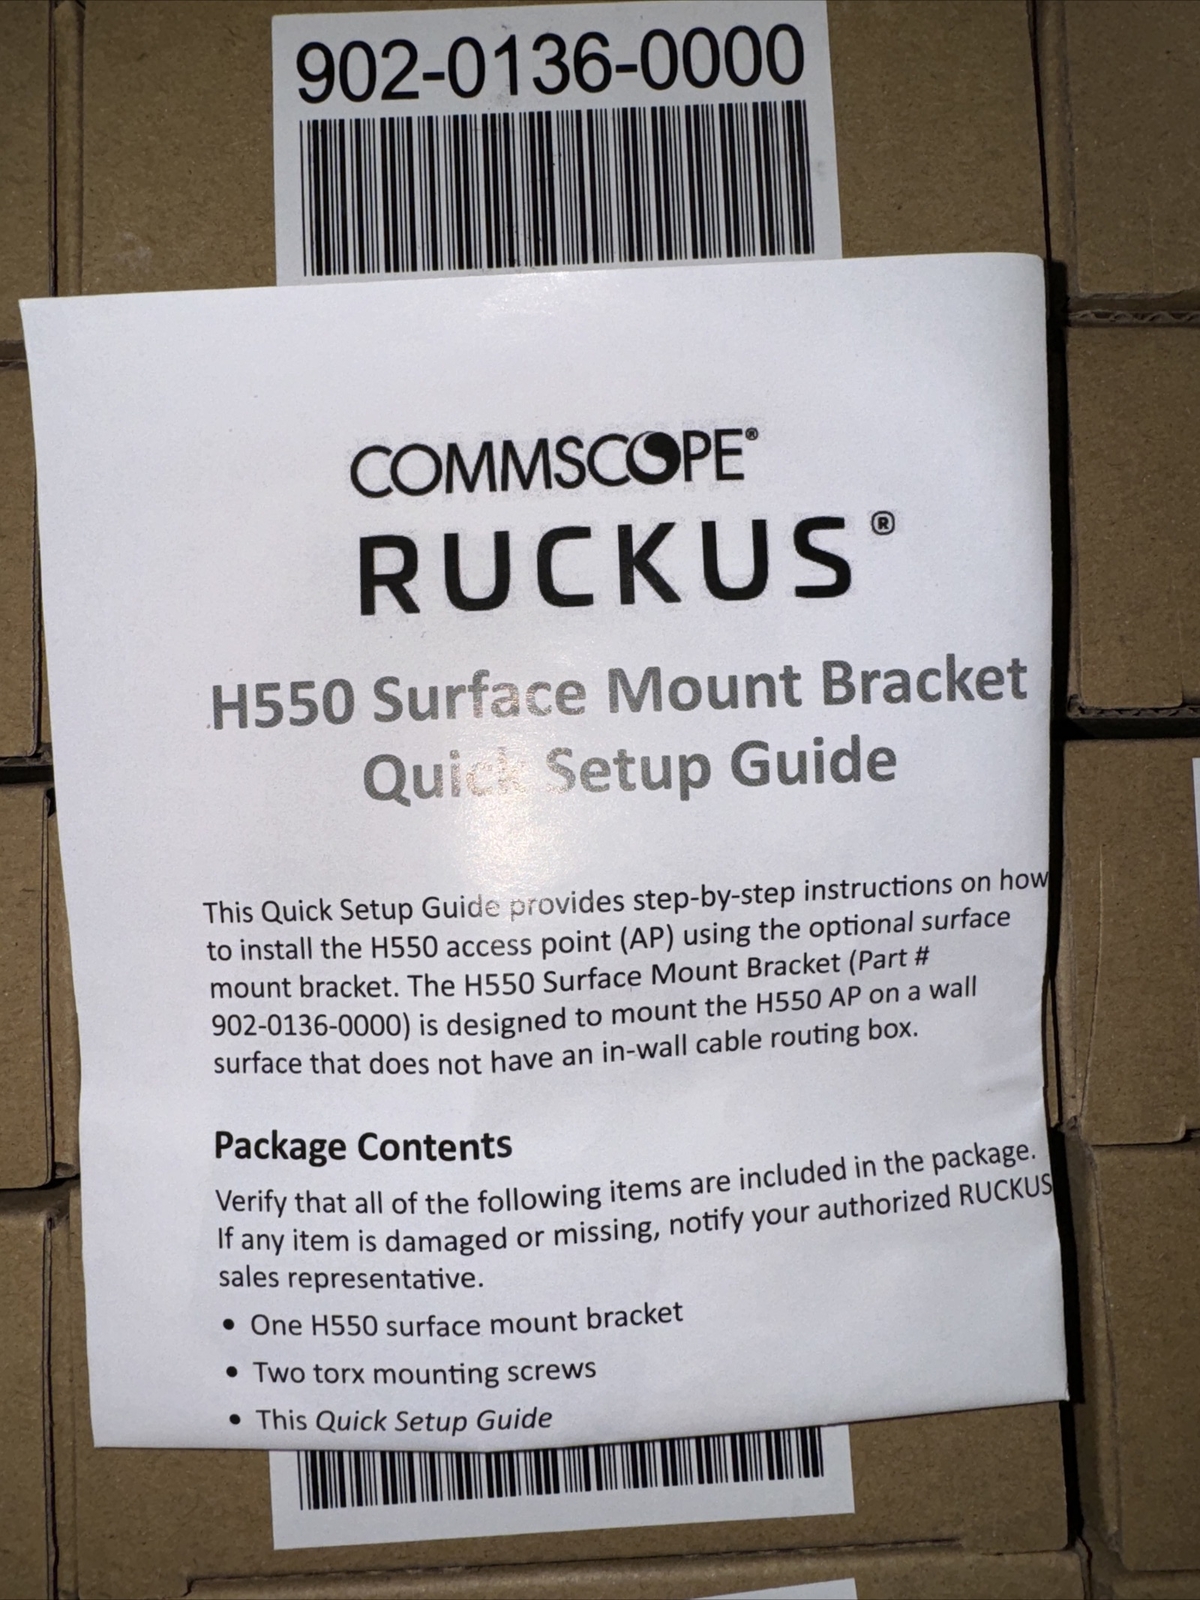 902-0136-0000
COMMSCOPE®
RUCKUS®
H550 Surface Mount Bracket
Quick Setup Guide
This Quick Setup Guide provides step-by-step instructions on how
to install the H550 access point (AP) using the optional surface
mount bracket. The H550 Surface Mount Bracket (Part #
902-0136-0000) is designed to mount the H550 AP on a wall
surface that does not have an in-wall cable routing box.
Package Contents
Verify that all of the following items are included in the package.
If any item is damaged or missing, notify your authorized RUCKUS
sales representative.
• One H550 surface mount bracket
• Two torx mounting screws
• This Quick Setup Guide